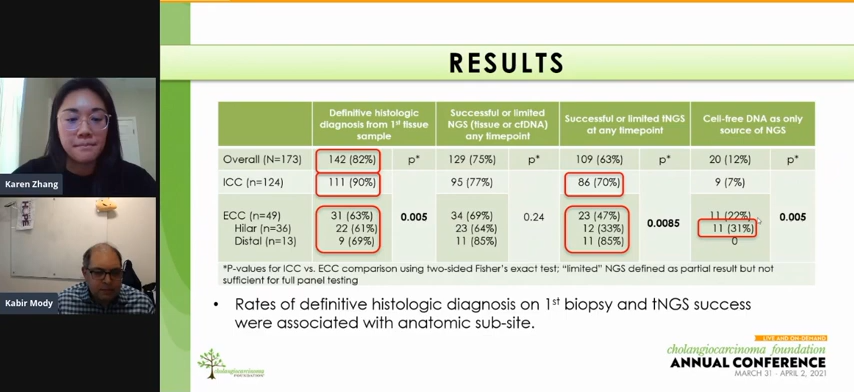 RESULTS
Definitive histologic diagnosis from 1st tissue sample
Successful or limited NGS (tissue or cfDNA) any timepoint
Successful or limited tNGS at any timepoint
Cell-free DNA as only source of NGS
Overall (N=173) 142 (82%) p* 129 (75%) p* 109 (63%) p* 20 (12%) p*
ICC (n=124) 111 (90%) 95 (77%) 86 (70%) 9 (7%)
ECC (n=49) 31 (63%) 0.005 34 (69%) 0.24 23 (47%) 0.0085 11 (22%) 0.005
Hilar (n=36) 22 (61%) 23 (64%) 12 (33%) 11 (31%)
Distal (n=13) 9 (69%) 11 (85%) 11 (85%) 0
*P-values for ICC vs. ECC comparison using two-sided Fisher's exact test; "limited" NGS defined as partial result but not
sufficient for full panel testing
• Rates of definitive histologic diagnosis on 1st biopsy and tNGS success
were associated with anatomic sub-site.
Karen Zhang
Kabir Mody
cholangiocarcinoma
LIVE AND ON-DEMAND
cholangiocarcinoma foundation
ANNUAL CONFERENCE
MARCH 31 - APRIL 2, 2021